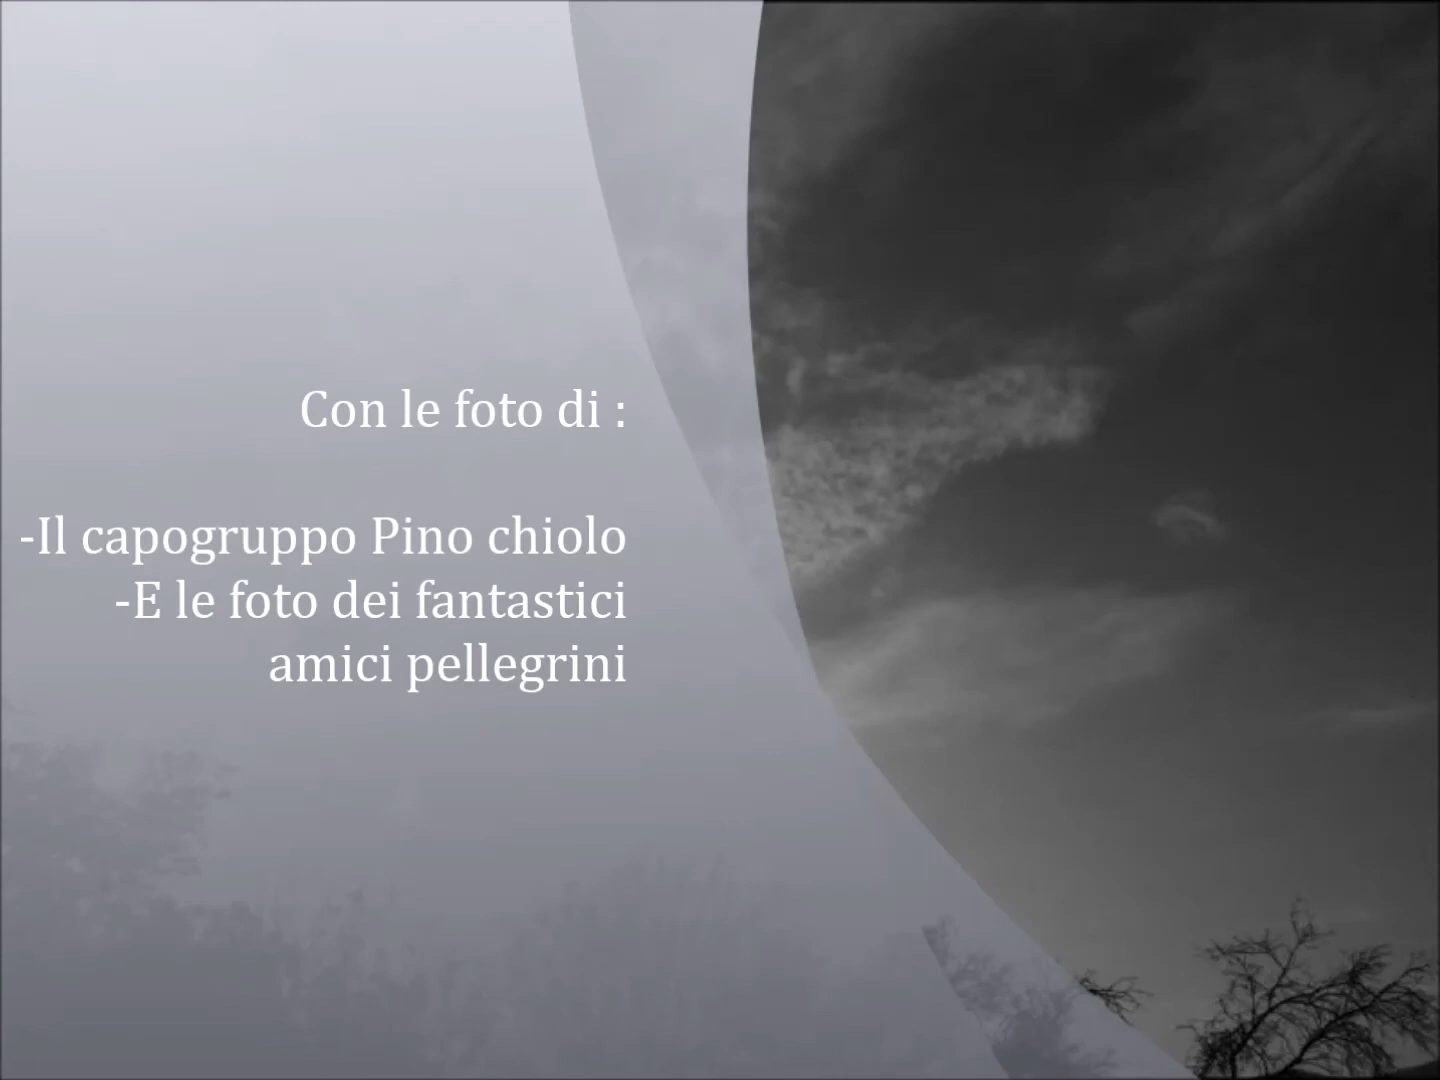 Con le foto di :
-Il capogruppo Pino chiolo
-E le foto dei fantastici
amici pellegrini